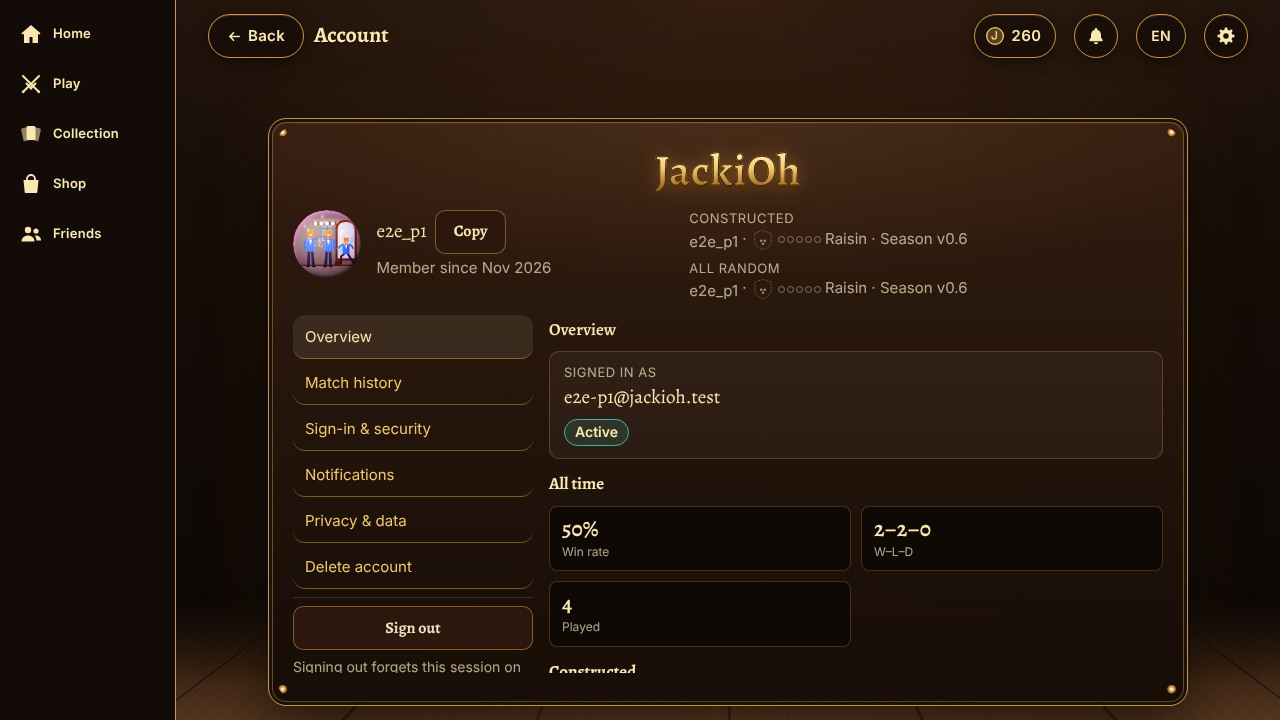 Home
Play
Collection
Shop
Friends
← Back
Account
J 260
EN
JackiOh
e2e_p1
Copy
Member since Nov 2026
CONSTRUCTED
e2e_p1 · Raisin · Season v0.6
ALL RANDOM
e2e_p1 · Raisin · Season v0.6
Overview
Match history
Sign-in & security
Notifications
Privacy & data
Delete account
Sign out
Signing out forgets this session on
Overview
SIGNED IN AS
e2e-p1@jackioh.test
Active
All time
50%
Win rate
2–2–0
W–L–D
4
Played
Constructed